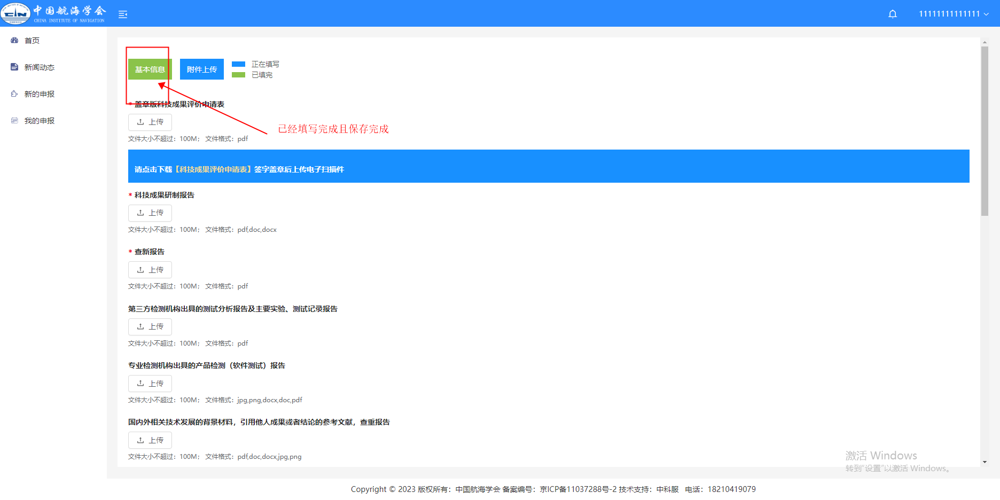 中国航海学会
CHINA INSTITUTE OF NAVIGATION
11111111111111
首页
新闻动态
新的申报
我的申报
基本信息
附件上传
正在填写
已填完
* 盖章版科技成果评价申请表
上传
已经填写完成且保存完成
文件大小不超过：100M； 文件格式：pdf
请点击下载【科技成果评价申请表】签字盖章后上传电子扫描件
* 科技成果研制报告
上传
文件大小不超过：100M； 文件格式：pdf,doc,docx
* 查新报告
上传
文件大小不超过：100M； 文件格式：pdf
第三方检测机构出具的测试分析报告及主要实验、测试记录报告
上传
文件大小不超过：100M； 文件格式：pdf
专业检测机构出具的产品检测（软件测试）报告
上传
文件大小不超过：100M； 文件格式：jpg,png,docx,doc,pdf
国内外相关技术发展的背景材料，引用他人成果或者结论的参考文献，查重报告
上传
文件大小不超过：100M； 文件格式：pdf,doc,docx,jpg,png
激活 Windows
转到"设置"以激活 Windows。
Copyright © 2023 版权所有：中国航海学会 备案编号：京ICP备11037288号-2 技术支持：中科服 电话：18210419079